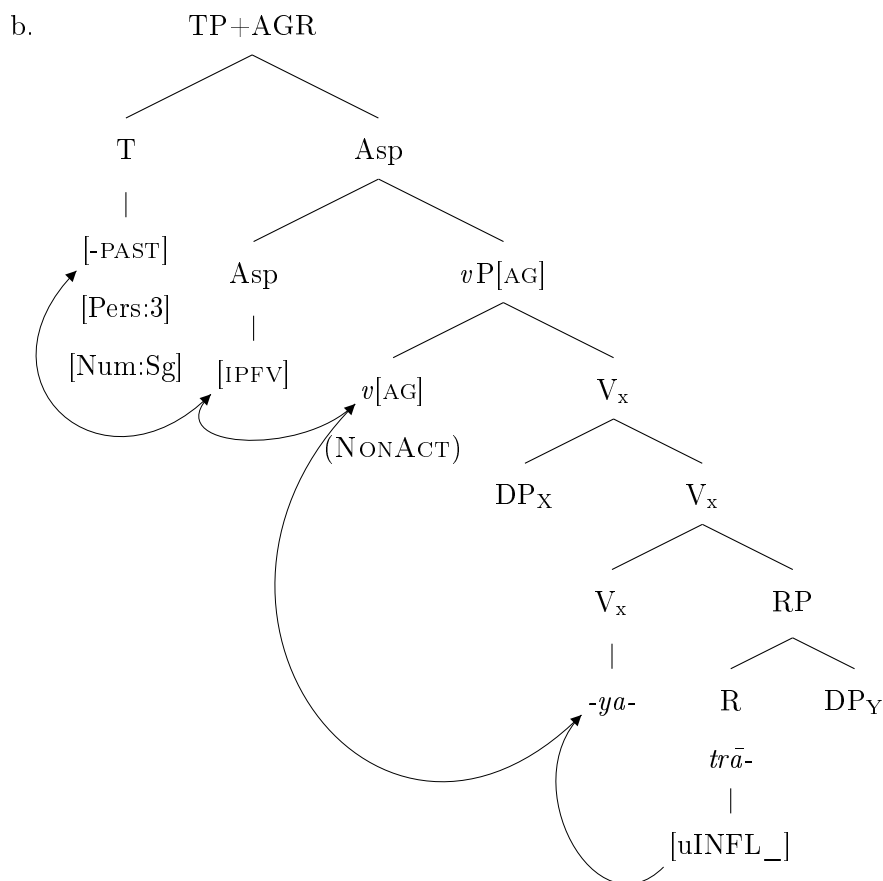 b. TP+AGR
T Asp
|
[-PAST] Asp vP[AG]
[Pers:3] |
[Num:Sg] [IPFV] v[AG] Vx
(NonAct)
DPX Vx
Vx RP
|
-ya- R DPY
trā-
|
[uINFL_]